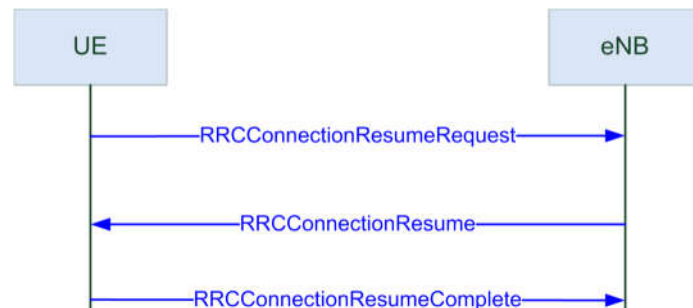 UE
eNB
RRCConnectionResumeRequest
RRCConnectionResume
RRCConnectionResumeComplete